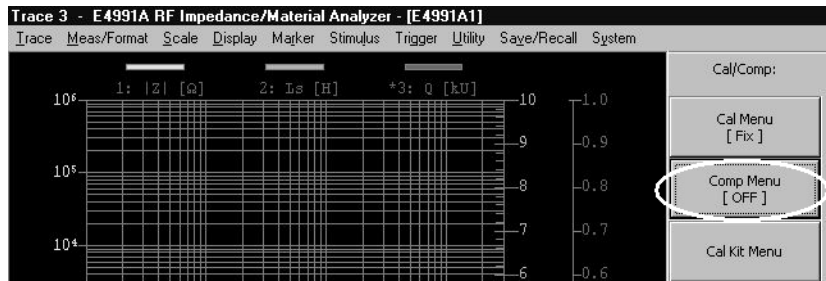 Trace 3 - E4991A RF Impedance/Material Analyzer - [E4991A1]
Trace Meas/Format Scale Display Marker Stimulus Trigger Utility Save/Recall System
Cal/Comp:
1: |Z| [Ω] 2: Ls [H] *3: Q [kU]
10⁶ 10 1.0
Cal Menu
[ Fix ]
9 0.9
10⁵
Comp Menu
[ OFF ]
8 0.8
7 0.7
10⁴
Cal Kit Menu
6 0.6